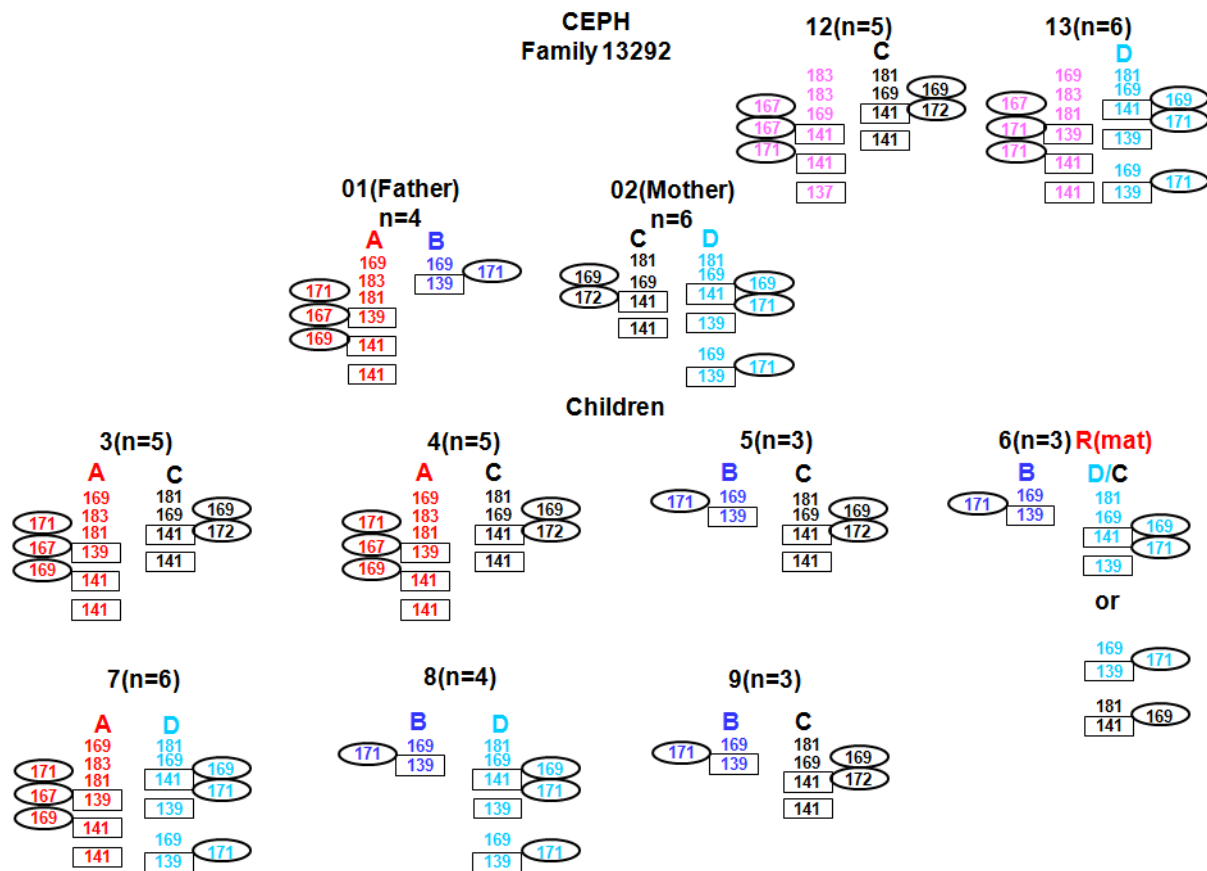 CEPH
Family 13292
12(n=5)
C
183 181
183 169 169
167 169 141 172
167 141 141
171 141
137
13(n=6)
D
169 181
183 169 169
167 181 141 171
171 139 139
171 141 169
141 139 171
01(Father)
n=4
A B
169 169 171
183 139
171 181
167 139
169 141
141
02(Mother)
n=6
C D
181 181
169 169 169 169
172 141 141 171
141 139
169
139 171
Children
3(n=5)
A C
169 181
183 169 169
171 181 141 172
167 139 141
169 141
141
4(n=5)
A C
169 181
183 169 169
171 181 141 172
167 139 141
169 141
141
5(n=3)
B C
171 169 181
139 169 169
141 172
141
6(n=3) R(mat)
B D/C
171 169 181
139 169 169
141 171
139
or
169 171
139
181 169
141
7(n=6)
A D
169 181
183 169 169
171 181 141 171
167 139 139
169 141 169
141 139 171
8(n=4)
B D
171 169 181
139 169 169
141 171
139
169
139 171
9(n=3)
B C
171 169 181
139 169 169
141 172
141